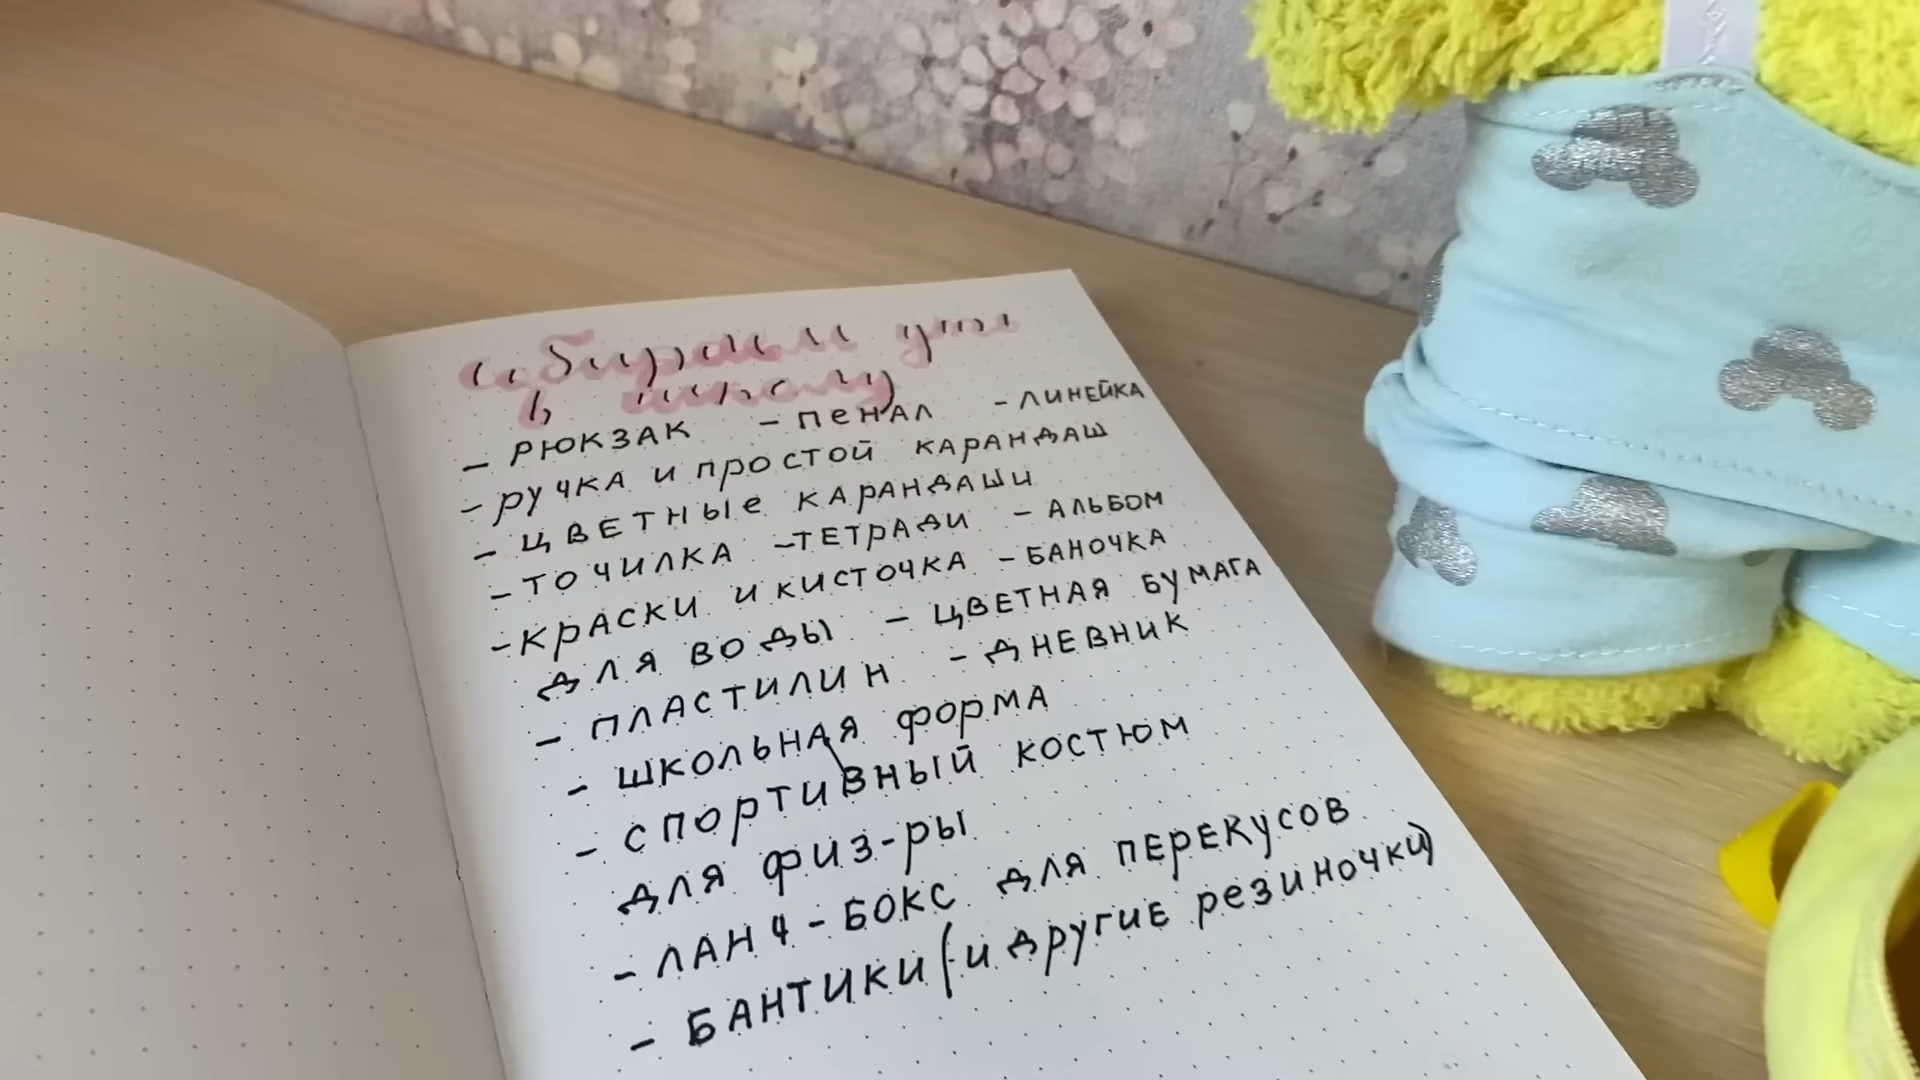 собираем утю
в школу
- РЮКЗАК - ПЕНАЛ - ЛИНЕЙКА
- РУЧКА И ПРОСТОЙ КАРАНДАШ
- ЦВЕТНЫЕ КАРАНДАШИ
- ТОЧИЛКА - ТЕТРАДИ - АЛЬБОМ
- КРАСКИ И КИСТОЧКА - БАНОЧКА
ДЛЯ ВОДЫ - ЦВЕТНАЯ БУМАГА
- ПЛАСТИЛИН - ДНЕВНИК
- ШКОЛЬНАЯ ФОРМА
- СПОРТИВНЫЙ КОСТЮМ
ДЛЯ ФИЗ-РЫ
- ЛАНЧ-БОКС ДЛЯ ПЕРЕКУСОВ
- БАНТИКИ (И ДРУГИЕ РЕЗИНОЧКИ)